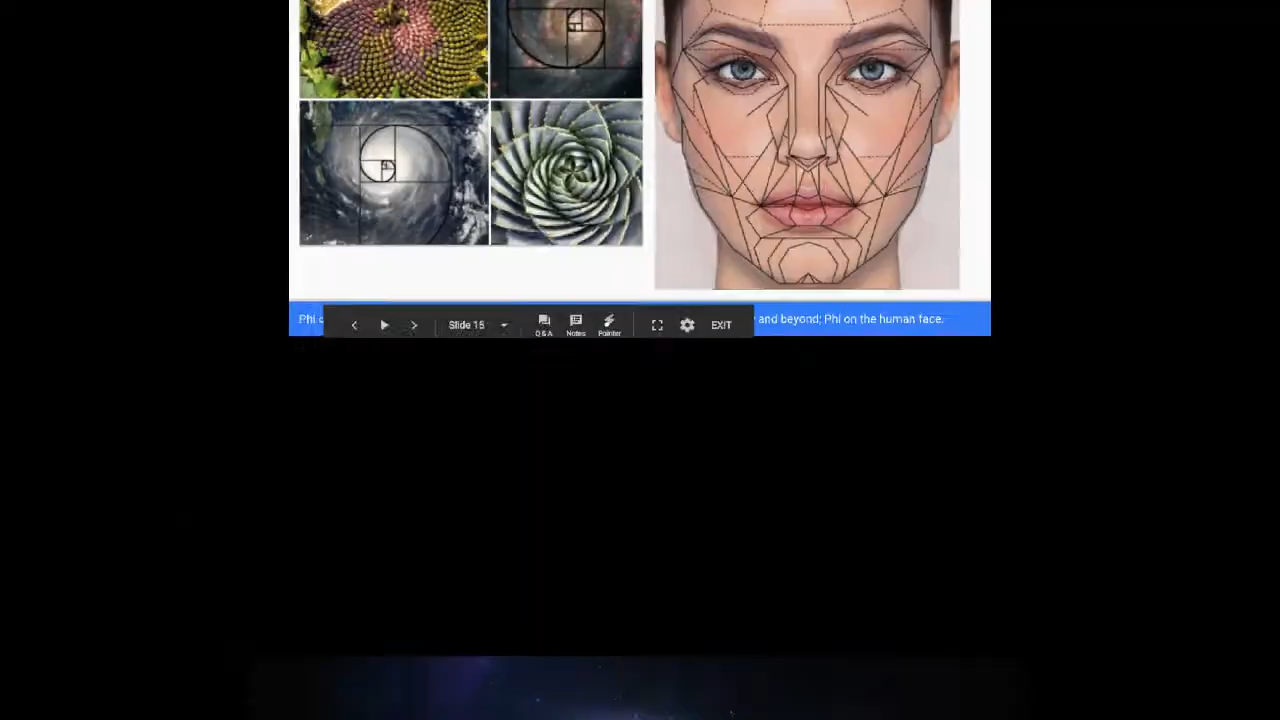 Phi
and beyond; Phi on the human face.
Slide 15
Q & A
Notes
Pointer
EXIT